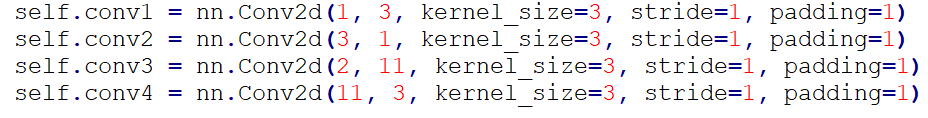 self.conv1 = nn.Conv2d(1, 3, kernel_size=3, stride=1, padding=1)
self.conv2 = nn.Conv2d(3, 1, kernel_size=3, stride=1, padding=1)
self.conv3 = nn.Conv2d(2, 11, kernel_size=3, stride=1, padding=1)
self.conv4 = nn.Conv2d(11, 3, kernel_size=3, stride=1, padding=1)